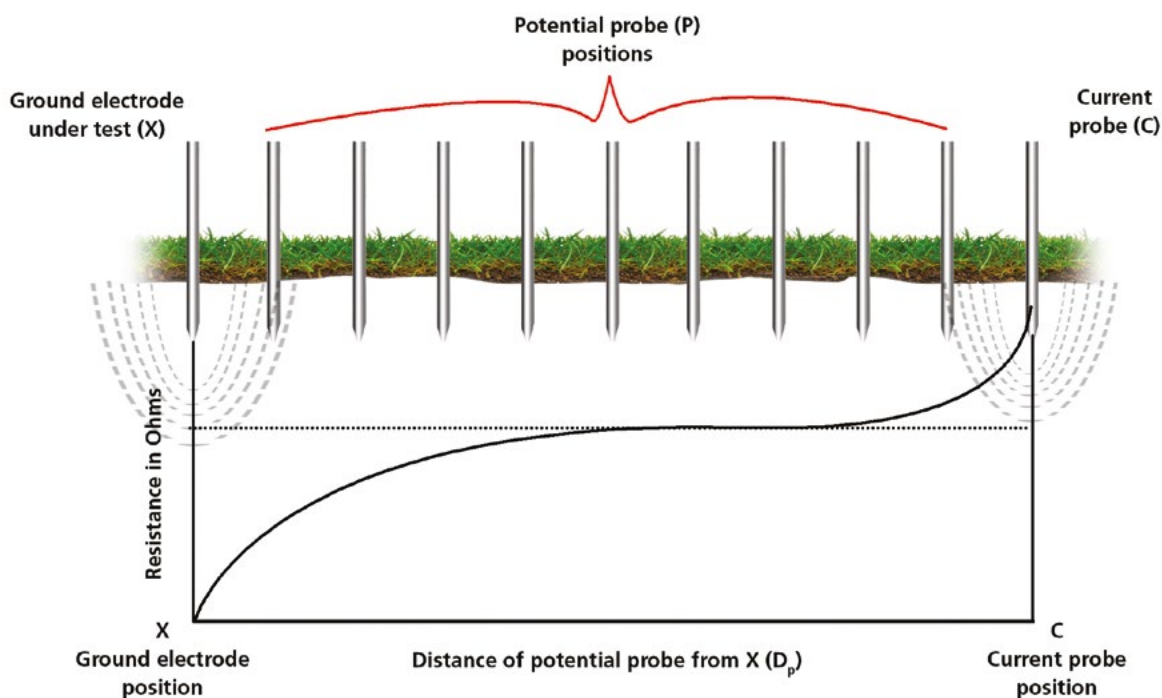 Potential probe (P)
positions
Ground electrode
under test (X)
Current
probe (C)
Resistance in Ohms
X
C
Ground electrode
position
Distance of potential probe from X (Dp)
Current probe
position